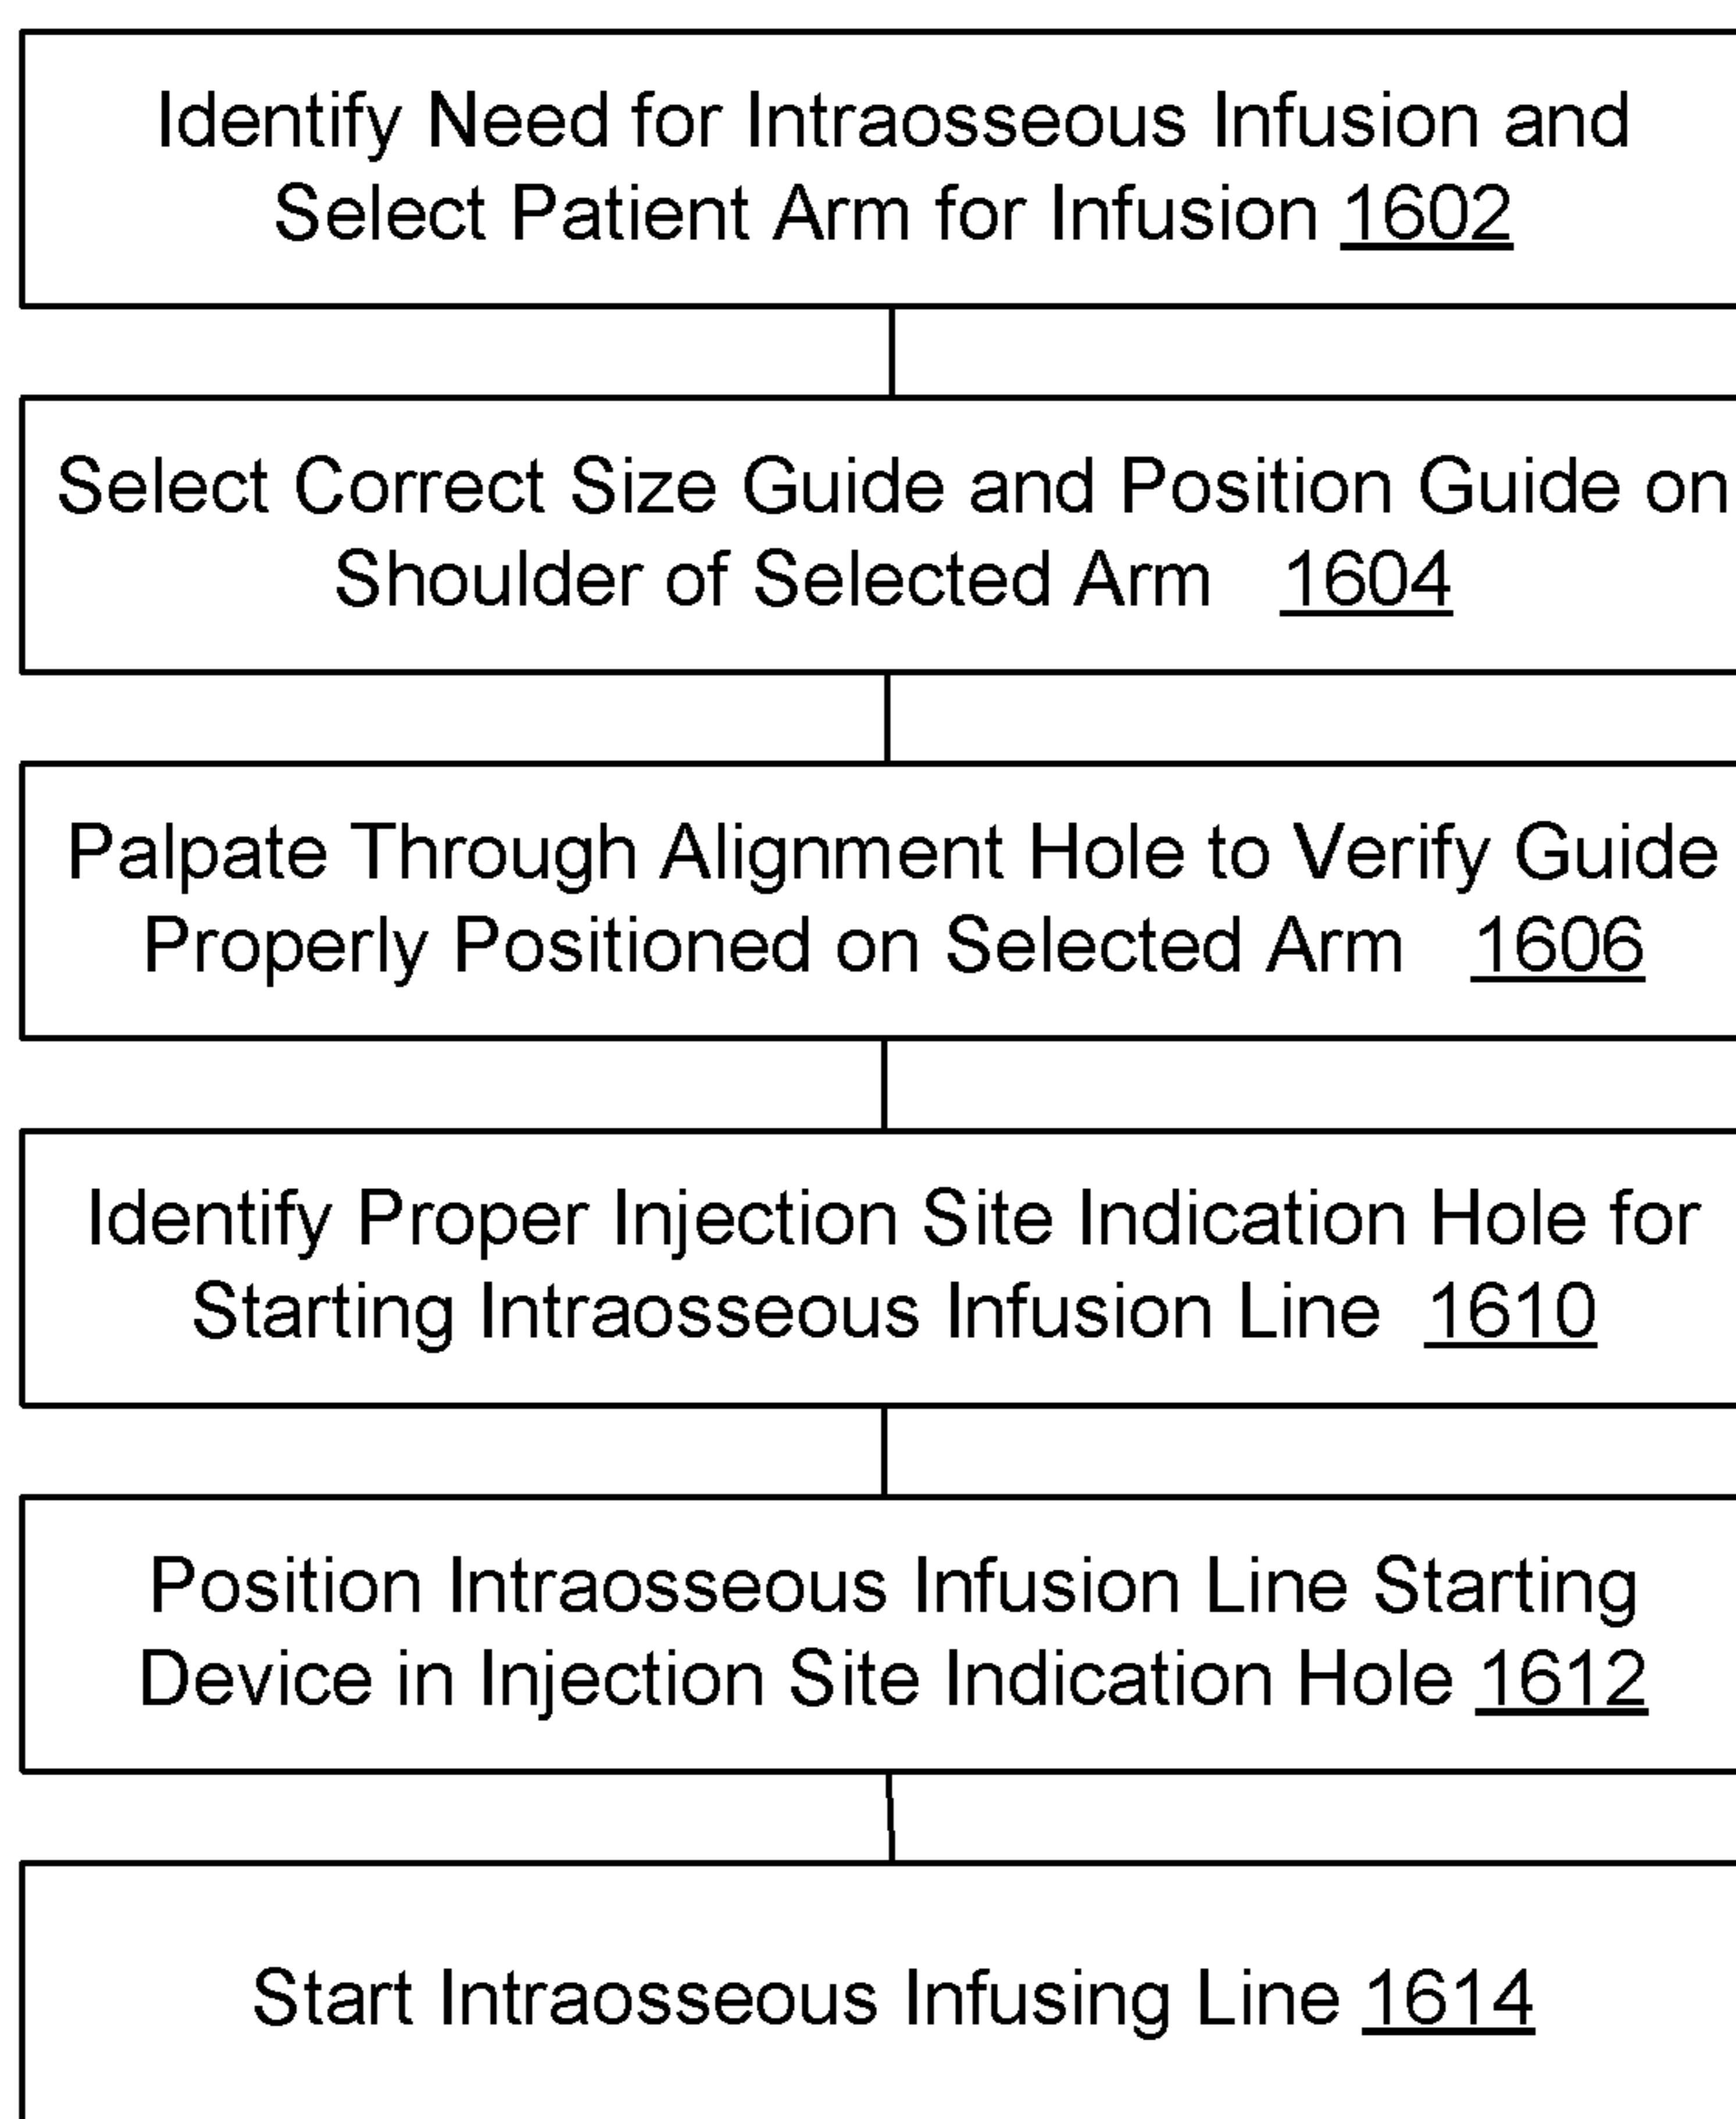 Identify Need for Intraosseous Infusion and
Select Patient Arm for Infusion 1602
Select Correct Size Guide and Position Guide on
Shoulder of Selected Arm 1604
Palpate Through Alignment Hole to Verify Guide
Properly Positioned on Selected Arm 1606
Identify Proper Injection Site Indication Hole for
Starting Intraosseous Infusion Line 1610
Position Intraosseous Infusion Line Starting
Device in Injection Site Indication Hole 1612
Start Intraosseous Infusing Line 1614